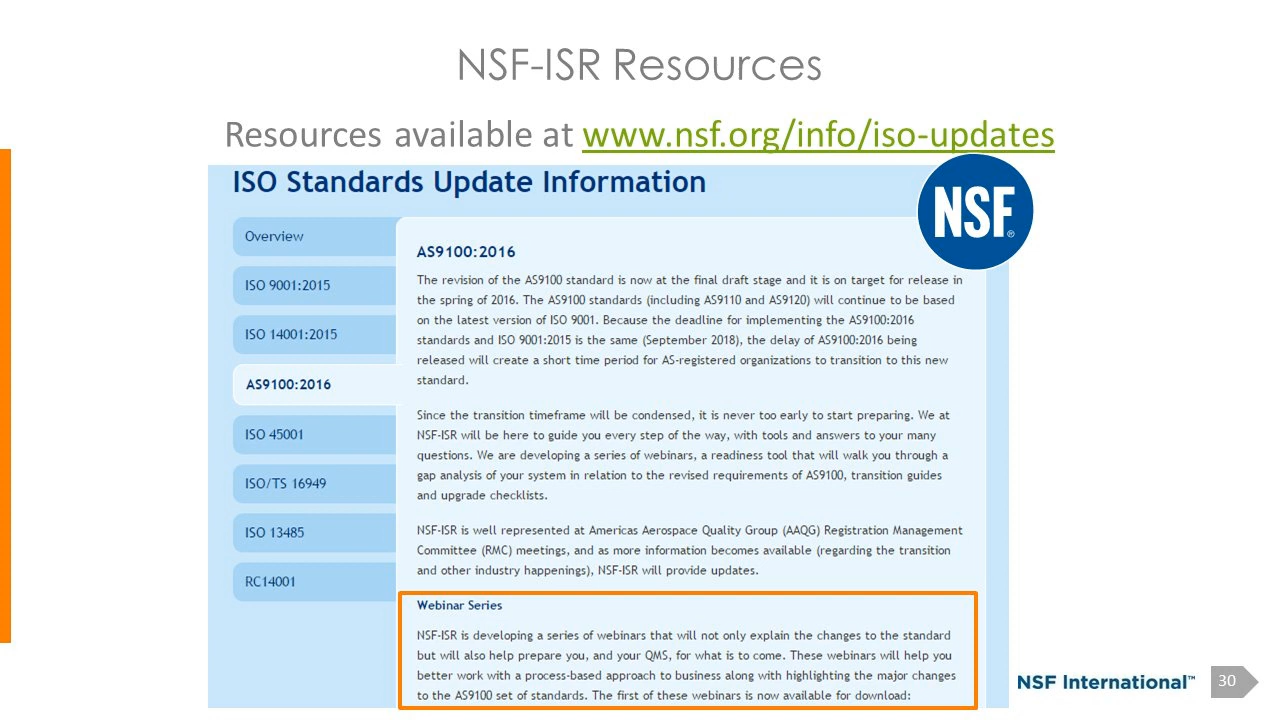 NSF-ISR Resources
Resources available at www.nsf.org/info/iso-updates
ISO Standards Update Information
NSF®
Overview
ISO 9001:2015
ISO 14001:2015
AS9100:2016
ISO 45001
ISO/TS 16949
ISO 13485
RC14001
AS9100:2016
The revision of the AS9100 standard is now at the final draft stage and it is on target for release in
the spring of 2016. The AS9100 standards (including AS9110 and AS9120) will continue to be based
on the latest version of ISO 9001. Because the deadline for implementing the AS9100:2016
standards and ISO 9001:2015 is the same (September 2018), the delay of AS9100:2016 being
released will create a short time period for AS-registered organizations to transition to this new
standard.
Since the transition timeframe will be condensed, it is never too early to start preparing. We at
NSF-ISR will be here to guide you every step of the way, with tools and answers to your many
questions. We are developing a series of webinars, a readiness tool that will walk you through a
gap analysis of your system in relation to the revised requirements of AS9100, transition guides
and upgrade checklists.
NSF-ISR is well represented at Americas Aerospace Quality Group (AAQG) Registration Management
Committee (RMC) meetings, and as more information becomes available (regarding the transition
and other industry happenings), NSF-ISR will provide updates.
Webinar Series
NSF-ISR is developing a series of webinars that will not only explain the changes to the standard
but will also help prepare you, and your QMS, for what is to come. These webinars will help you
better work with a process-based approach to business along with highlighting the major changes
to the AS9100 set of standards. The first of these webinars is now available for download:
NSF International™
30